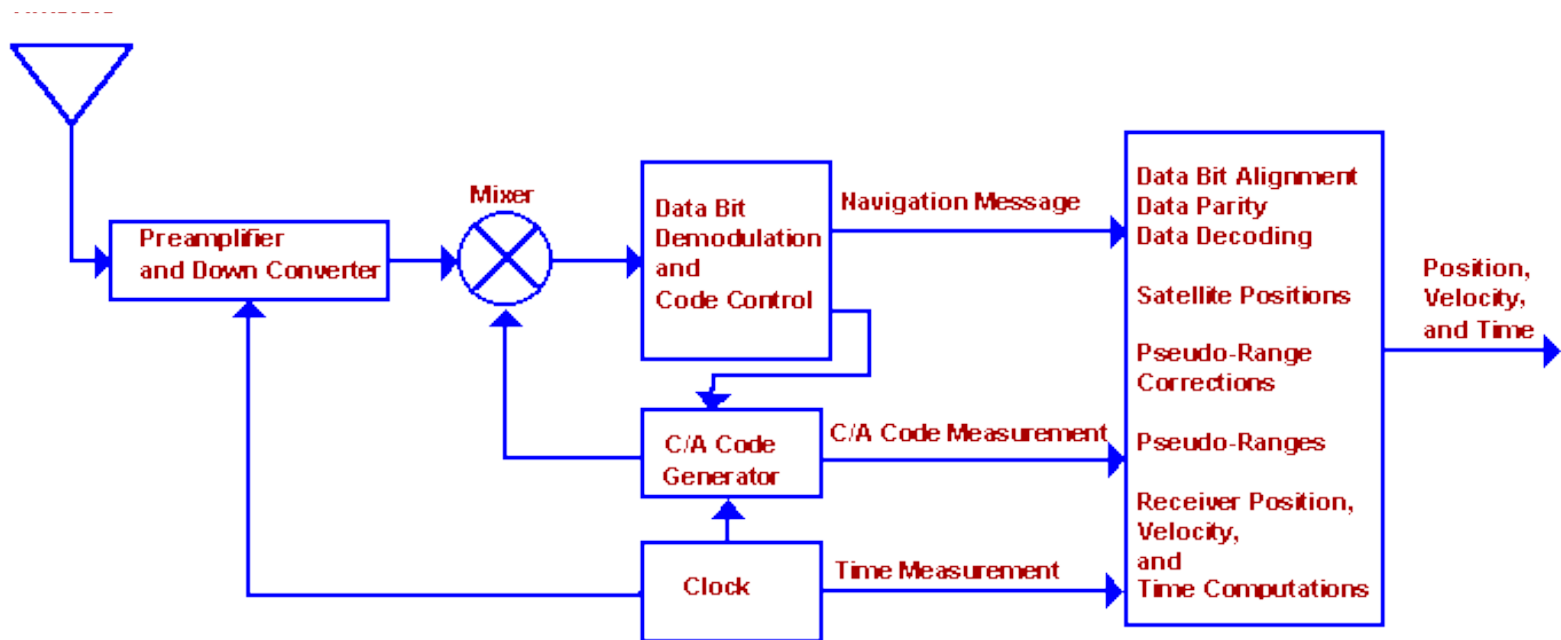 Mixer
Preamplifier
and Down Converter
Data Bit
Demodulation
and
Code Control
Navigation Message
C/A Code
Generator
C/A Code Measurement
Clock
Time Measurement
Data Bit Alignment
Data Parity
Data Decoding
Satellite Positions
Pseudo-Range
Corrections
Pseudo-Ranges
Receiver Position,
Velocity,
and
Time Computations
Position,
Velocity,
and Time